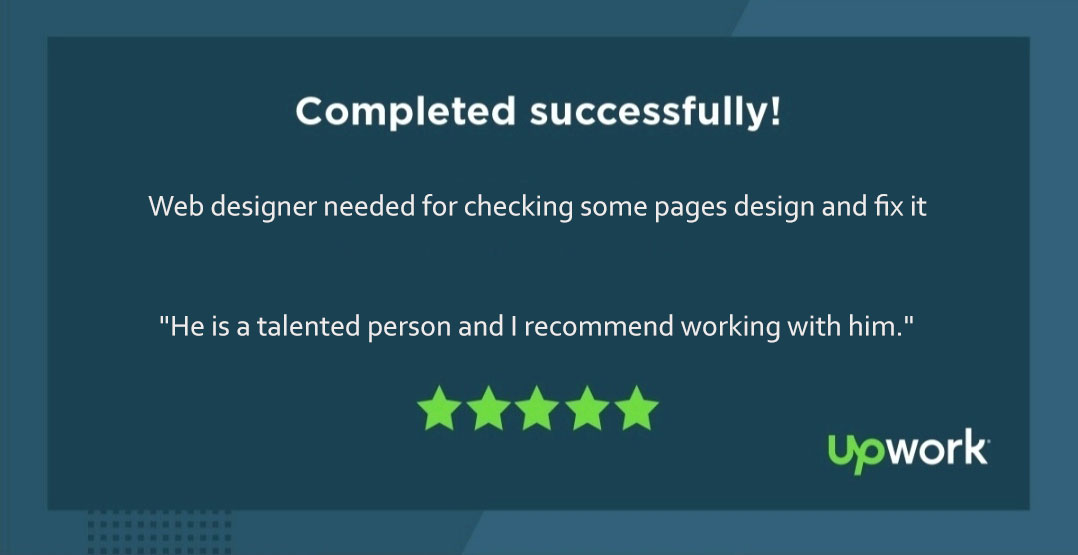 Completed successfully!
Web designer needed for checking some pages design and fix it
"He is a talented person and I recommend working with him."
upwork